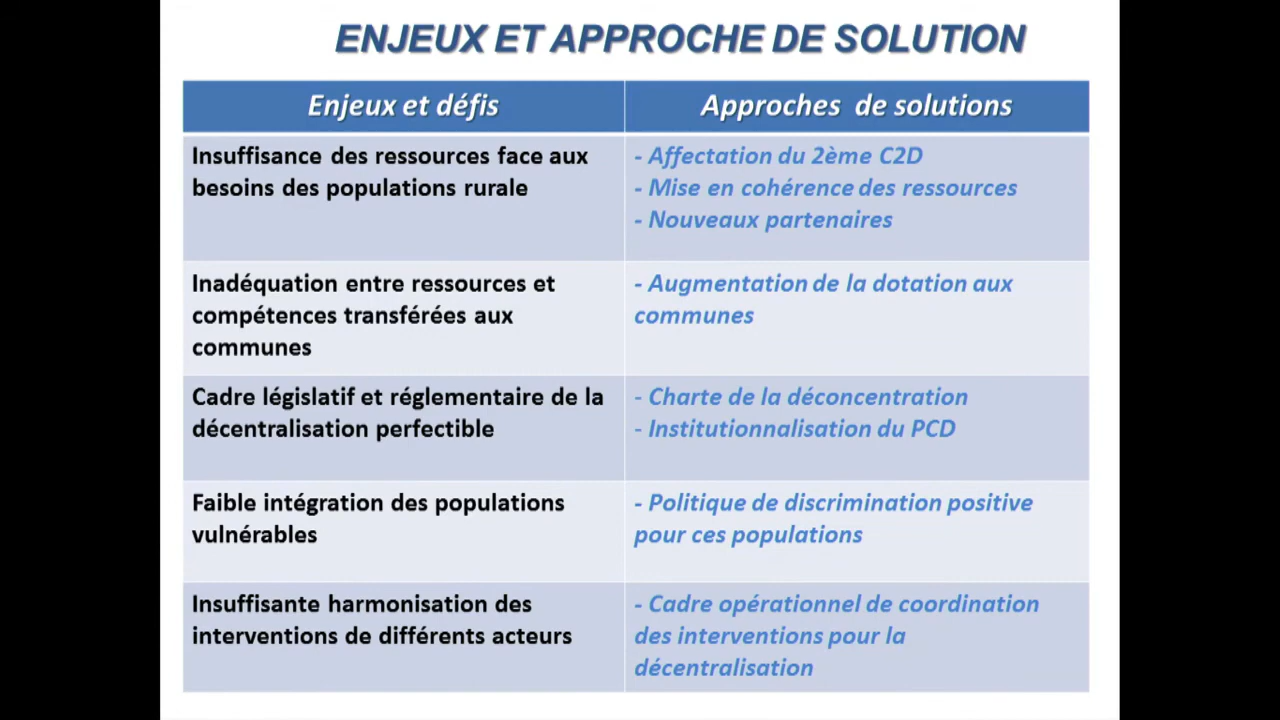 ENJEUX ET APPROCHE DE SOLUTION
Enjeux et défis
Approches de solutions
Insuffisance des ressources face aux
besoins des populations rurale
- Affectation du 2ème C2D
- Mise en cohérence des ressources
- Nouveaux partenaires
Inadéquation entre ressources et
compétences transférées aux
communes
- Augmentation de la dotation aux
communes
Cadre législatif et réglementaire de la
décentralisation perfectible
- Charte de la déconcentration
- Institutionnalisation du PCD
Faible intégration des populations
vulnérables
- Politique de discrimination positive
pour ces populations
Insuffisante harmonisation des
interventions de différents acteurs
- Cadre opérationnel de coordination
des interventions pour la
décentralisation